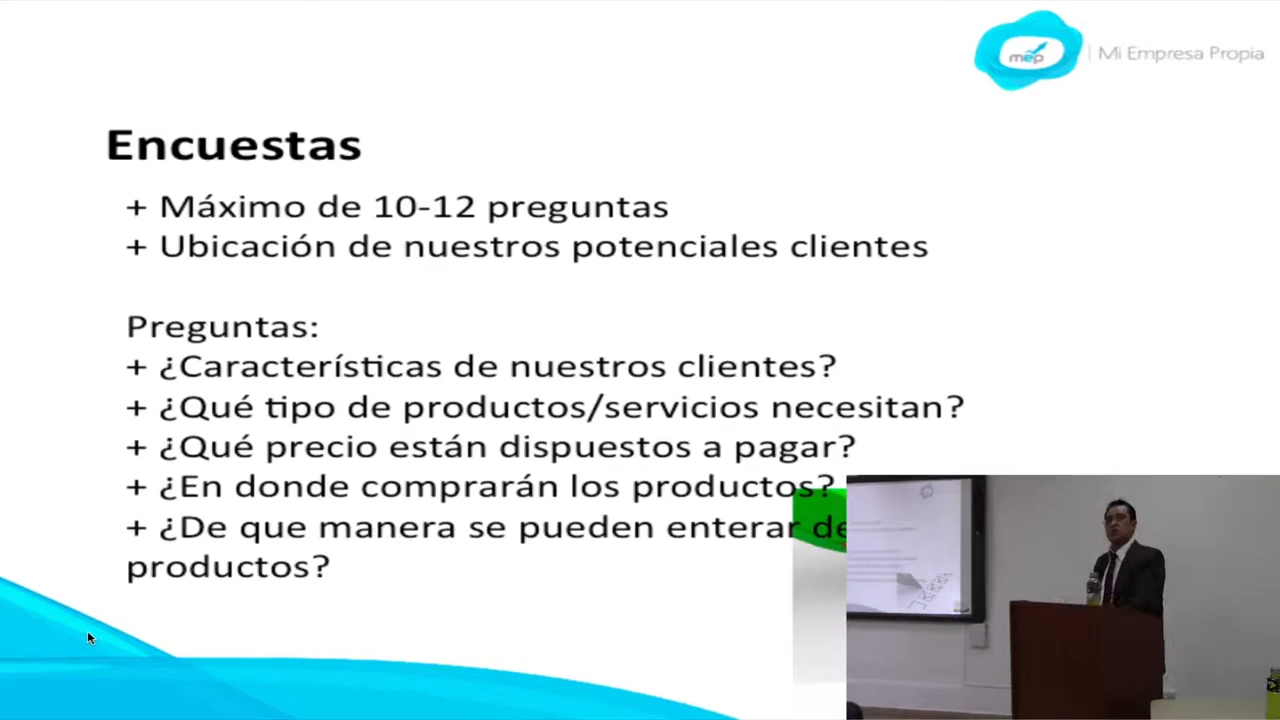 mep
Mi Empresa Propia
Encuestas
+ Máximo de 10-12 preguntas
+ Ubicación de nuestros potenciales clientes
Preguntas:
+ ¿Características de nuestros clientes?
+ ¿Qué tipo de productos/servicios necesitan?
+ ¿Qué precio están dispuestos a pagar?
+ ¿En donde comprarán los productos?
+ ¿De que manera se pueden enterar de
productos?